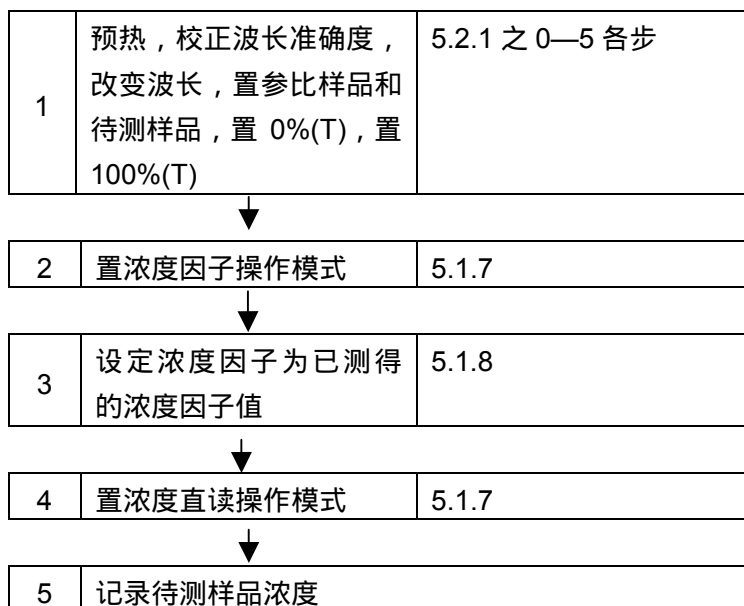 1
预热，校正波长准确度，
改变波长，置参比样品和
待测样品，置 0%(T)，置
100%(T)
5.2.1 之 0—5 各步
2 置浓度因子操作模式 5.1.7
3
设定浓度因子为已测得
的浓度因子值
5.1.8
4 置浓度直读操作模式 5.1.7
5 记录待测样品浓度